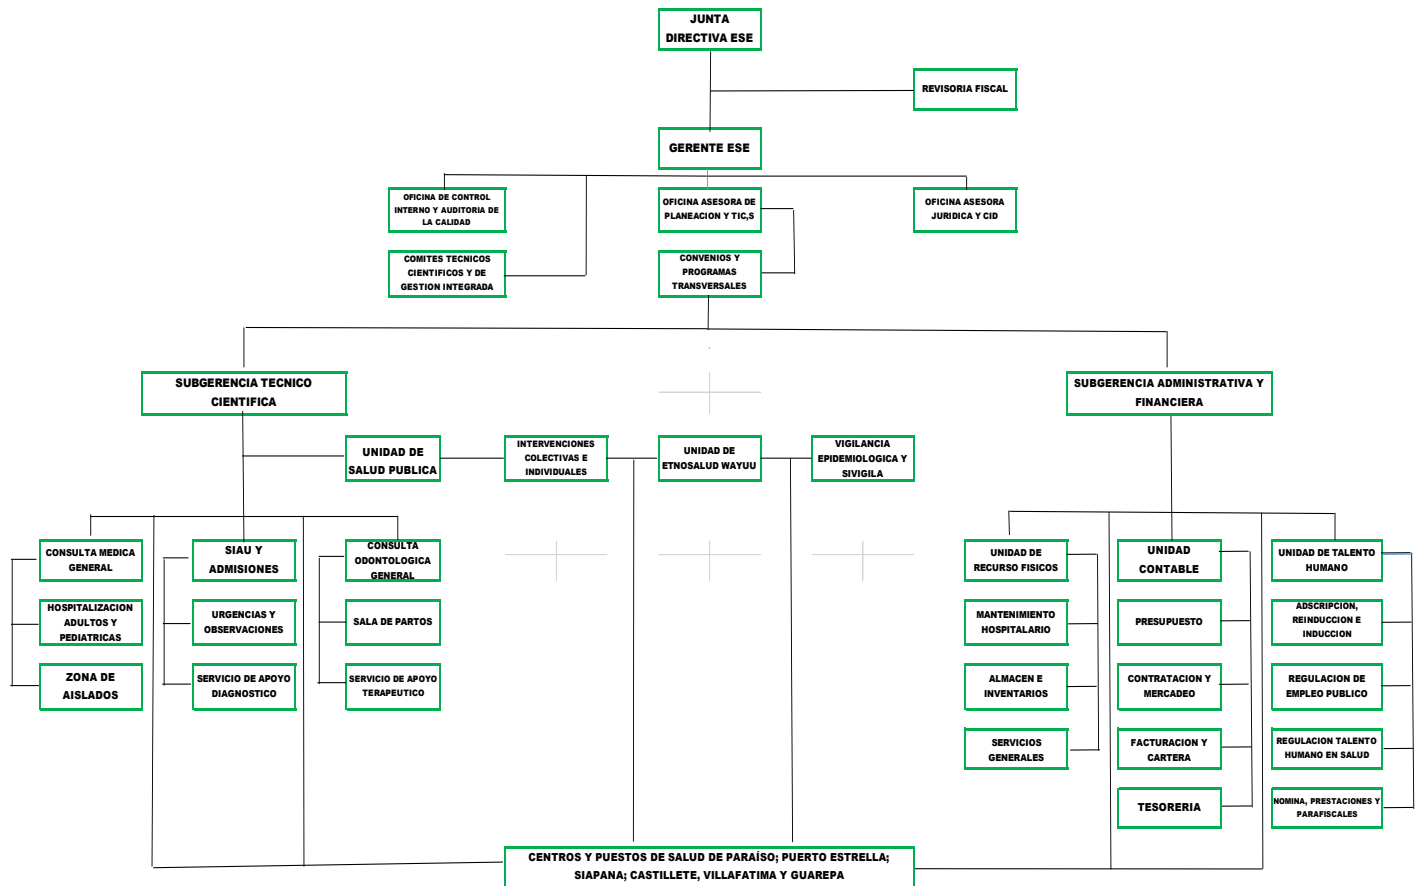 JUNTA
DIRECTIVA ESE
REVISORIA FISCAL
GERENTE ESE
OFICINA DE CONTROL
INTERNO Y AUDITORIA DE
LA CALIDAD
OFICINA ASESORA DE
PLANEACION Y TIC,S
OFICINA ASESORA
JURIDICA Y CID
COMITES TECNICOS
CIENTIFICOS Y DE
GESTION INTEGRADA
CONVENIOS Y
PROGRAMAS
TRANSVERSALES
SUBGERENCIA TECNICO
CIENTIFICA
SUBGERENCIA ADMINISTRATIVA Y
FINANCIERA
UNIDAD DE
SALUD PUBLICA
INTERVENCIONES
COLECTIVAS E
INDIVIDUALES
UNIDAD DE
ETNOSALUD WAYUU
VIGILANCIA
EPIDEMIOLOGICA Y
SIVIGILA
CONSULTA MEDICA
GENERAL
SIAU Y
ADMISIONES
CONSULTA
ODONTOLOGICA
GENERAL
UNIDAD DE
RECURSO FISICOS
UNIDAD
CONTABLE
UNIDAD DE TALENTO
HUMANO
HOSPITALIZACION
ADULTOS Y
PEDIATRICAS
URGENCIAS Y
OBSERVACIONES
SALA DE PARTOS
MANTENIMIENTO
HOSPITALARIO
PRESUPUESTO
ADSCRIPCION,
REINDUCCION E
INDUCCION
ZONA DE
AISLADOS
SERVICIO DE APOYO
DIAGNOSTICO
SERVICIO DE APOYO
TERAPEUTICO
ALMACEN E
INVENTARIOS
CONTRATACION Y
MERCADEO
REGULACION DE
EMPLEO PUBLICO
SERVICIOS
GENERALES
FACTURACION Y
CARTERA
REGULACION TALENTO
HUMANO EN SALUD
TESORERIA
NOMINA, PRESTACIONES Y
PARAFISCALES
CENTROS Y PUESTOS DE SALUD DE PARAÍSO; PUERTO ESTRELLA;
SIAPANA; CASTILLETE, VILLAFATIMA Y GUAREPA